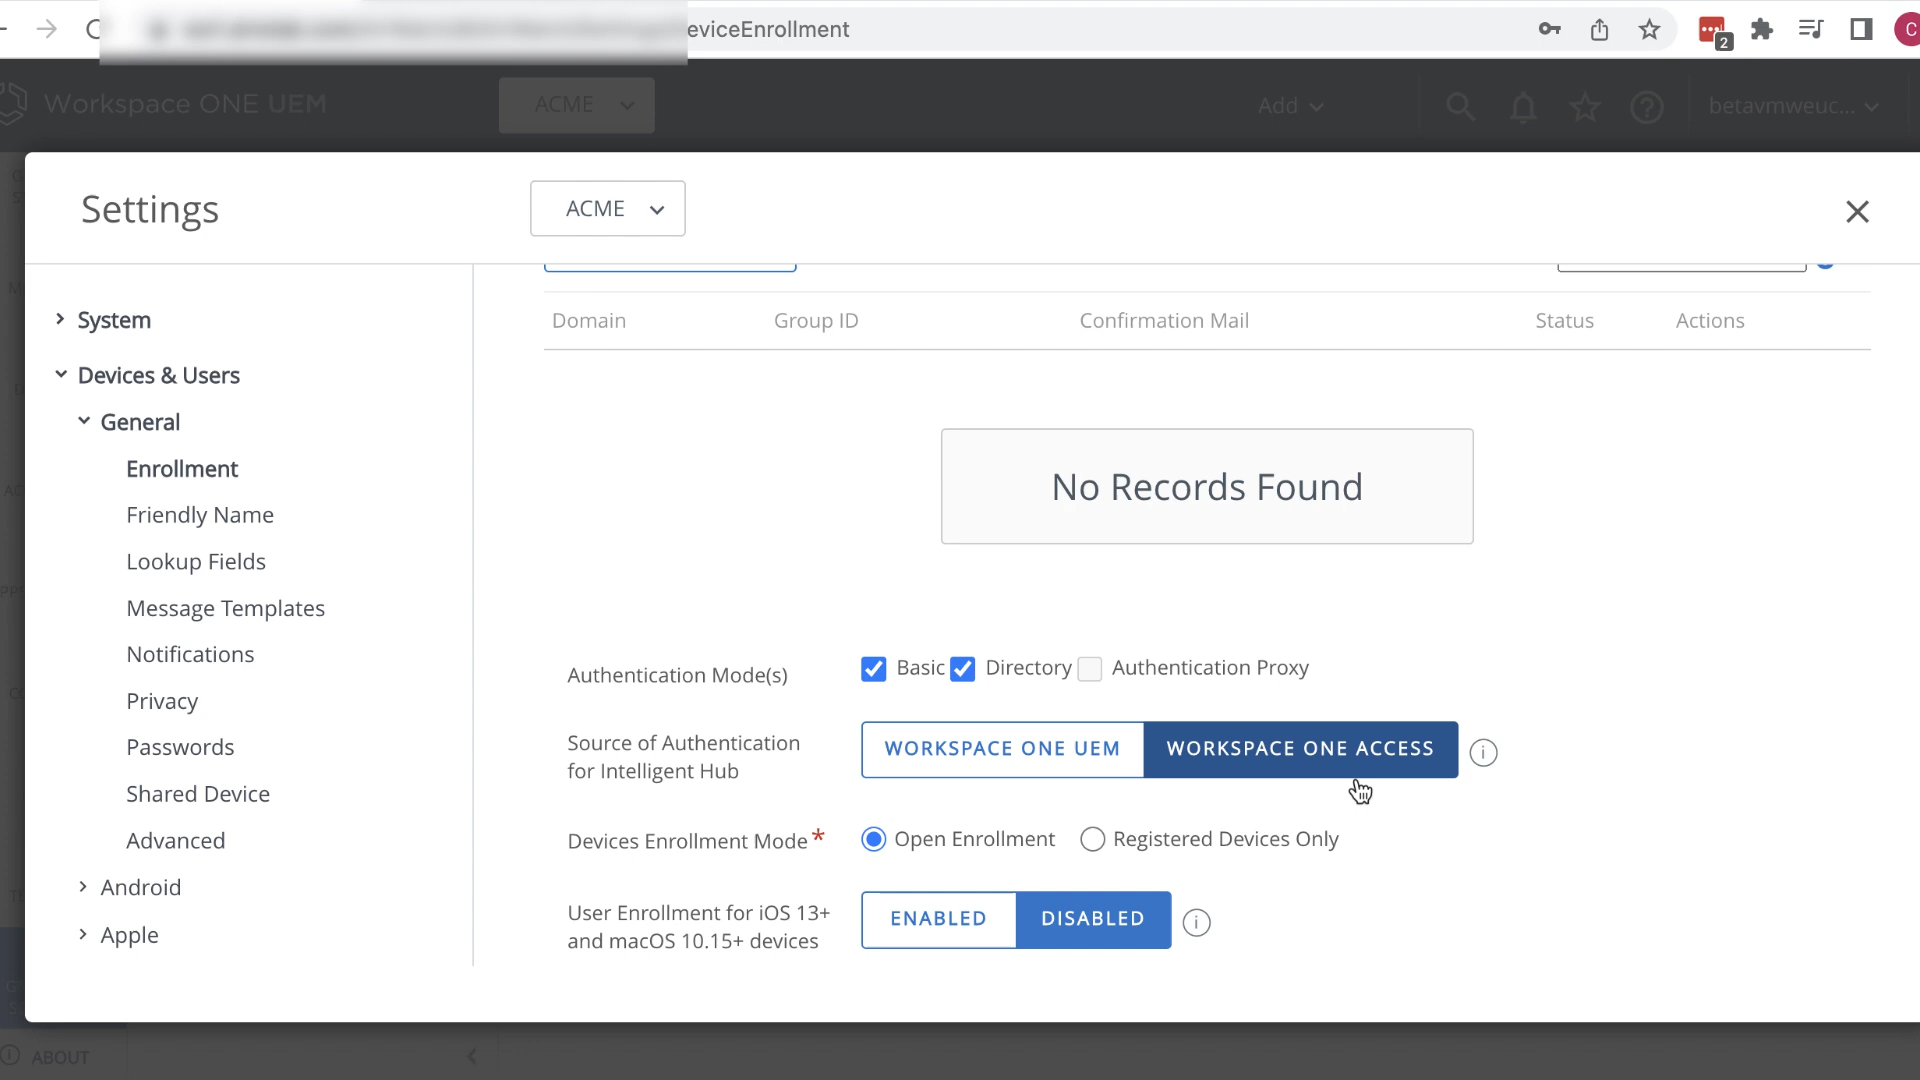 eviceEnrollment
2
C
Workspace ONE UEM
ACME
Add
betavmweuc...
Settings
ACME
System
Devices & Users
General
Enrollment
Friendly Name
Lookup Fields
Message Templates
Notifications
Privacy
Passwords
Shared Device
Advanced
Android
Apple
Domain Group ID Confirmation Mail Status Actions
No Records Found
Authentication Mode(s)
Basic Directory Authentication Proxy
Source of Authentication
for Intelligent Hub
WORKSPACE ONE UEM WORKSPACE ONE ACCESS
Devices Enrollment Mode*
Open Enrollment Registered Devices Only
User Enrollment for iOS 13+
and macOS 10.15+ devices
ENABLED DISABLED
ABOUT